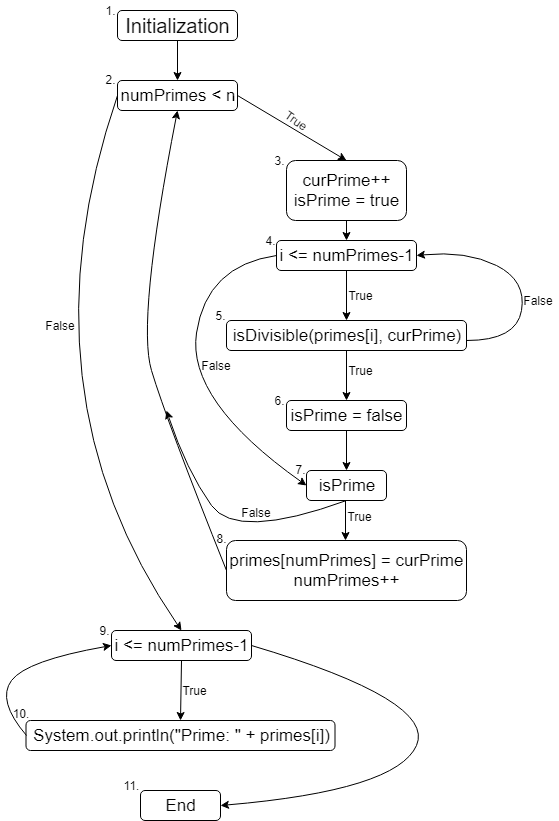 1.
Initialization
2.
numPrimes < n
True
3.
curPrime++
isPrime = true
4.
i <= numPrimes-1
True
False
5.
isDivisible(primes[i], curPrime)
False
False
True
6.
isPrime = false
7.
isPrime
False
True
8.
primes[numPrimes] = curPrime
numPrimes++
9.
i <= numPrimes-1
True
10.
System.out.println("Prime: " + primes[i])
11.
End